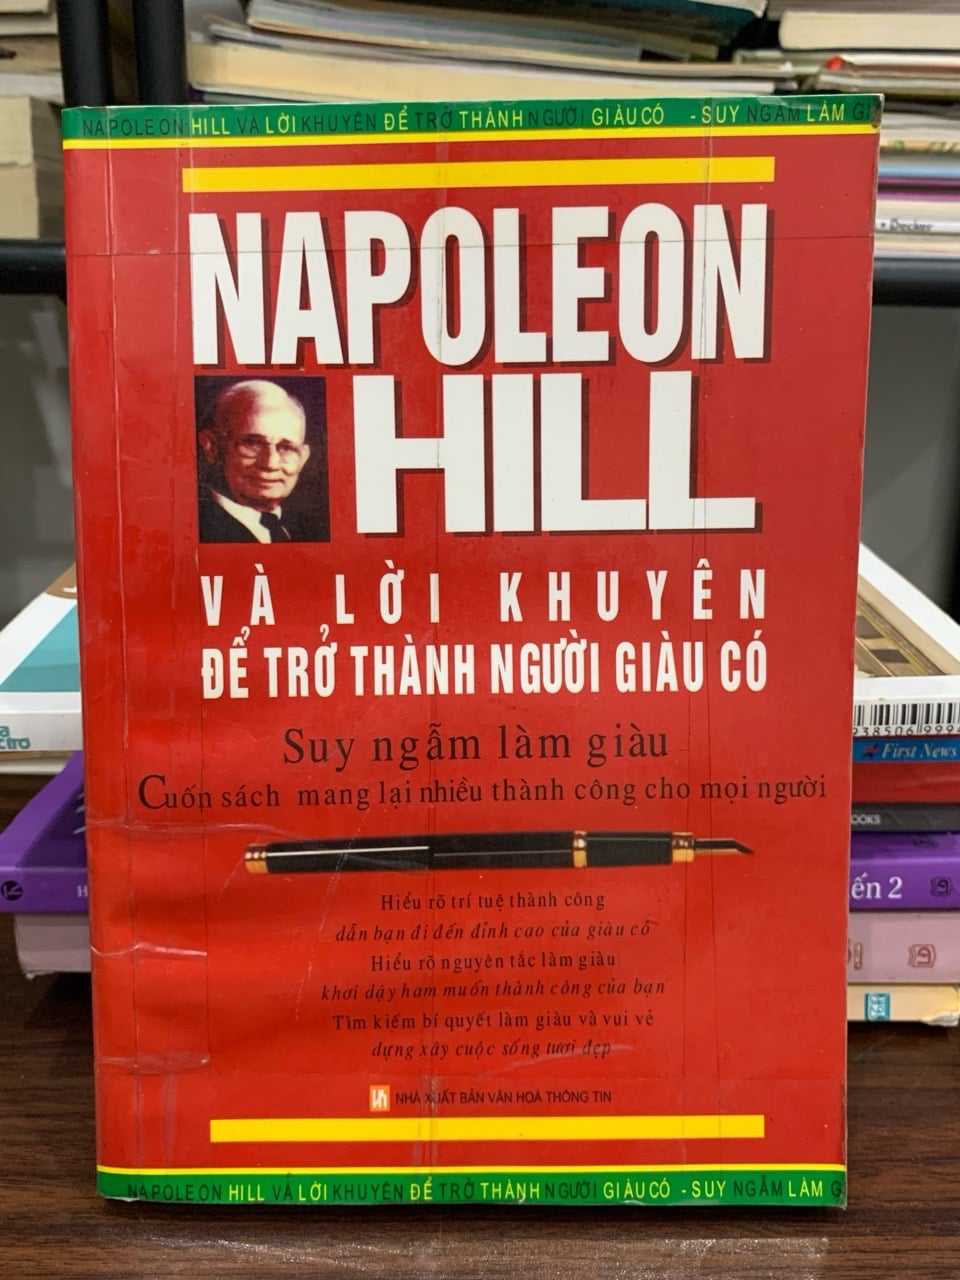 NAPOLEON HILL VÀ LỜI KHUYÊN ĐỂ TRỞ THÀNH NGƯỜI GIÀU CÓ - SUY NGẪM LÀM
NAPOLEON
HILL
VÀ LỜI KHUYÊN
ĐỂ TRỞ THÀNH NGƯỜI GIÀU CÓ
Suy ngẫm làm giàu
Cuốn sách mang lại nhiều thành công cho mọi người
Hiểu rõ trí tuệ thành công
dẫn bạn đi đến đỉnh cao của giàu có
Hiểu rõ nguyên tắc làm giàu
khơi dậy ham muốn thành công của bạn
Tìm kiếm bí quyết làm giàu và vui vẻ
dựng xây cuộc sống tươi đẹp
NHÀ XUẤT BẢN VĂN HOÁ THÔNG TIN
NAPOLEON HILL VÀ LỜI KHUYÊN ĐỂ TRỞ THÀNH NGƯỜI GIÀU CÓ - SUY NGẪM LÀM G
Decker
First News
ến 2